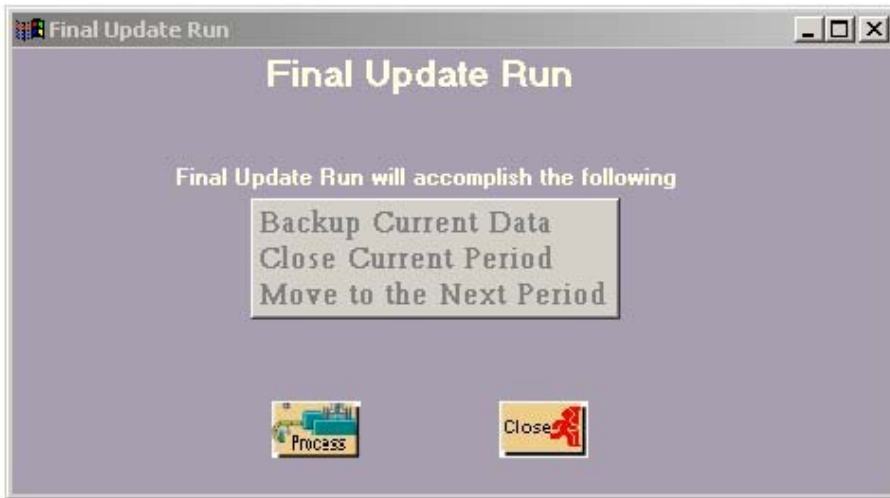 Final Update Run
Final Update Run
Final Update Run will accomplish the following
Backup Current Data
Close Current Period
Move to the Next Period
Process
Close